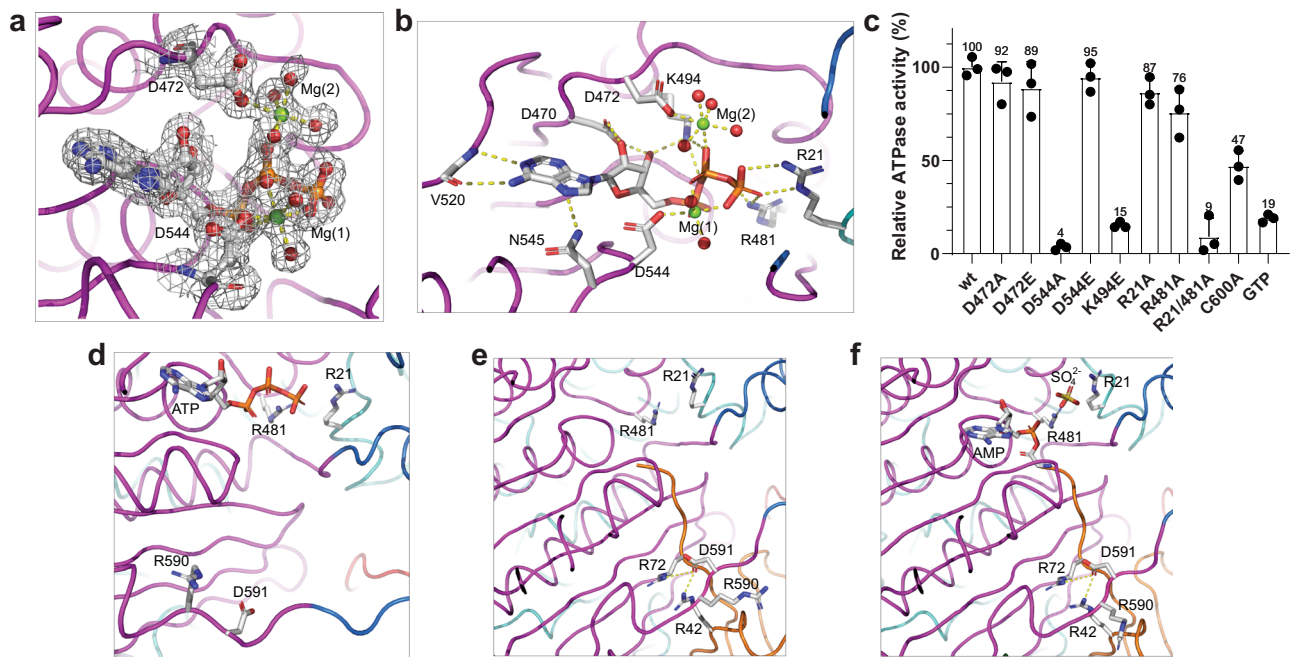 a
D472
Mg(2)
D544
Mg(1)
b
K494
D472
Mg(2)
D470
R21
V520
Mg(1)
R481
N545
D544
c
Relative ATPase activity (%)
100
50
0
100
92
89
4
95
15
87
76
9
47
19
wt
D472A
D472E
D544A
D544E
K494E
R21A
R481A
R21/481A
C600A
GTP
d
ATP
R21
R481
R590
D591
e
R21
R481
D591
R72
R590
R42
f
SO₄²⁻
R21
R481
AMP
D591
R72
R590
R42